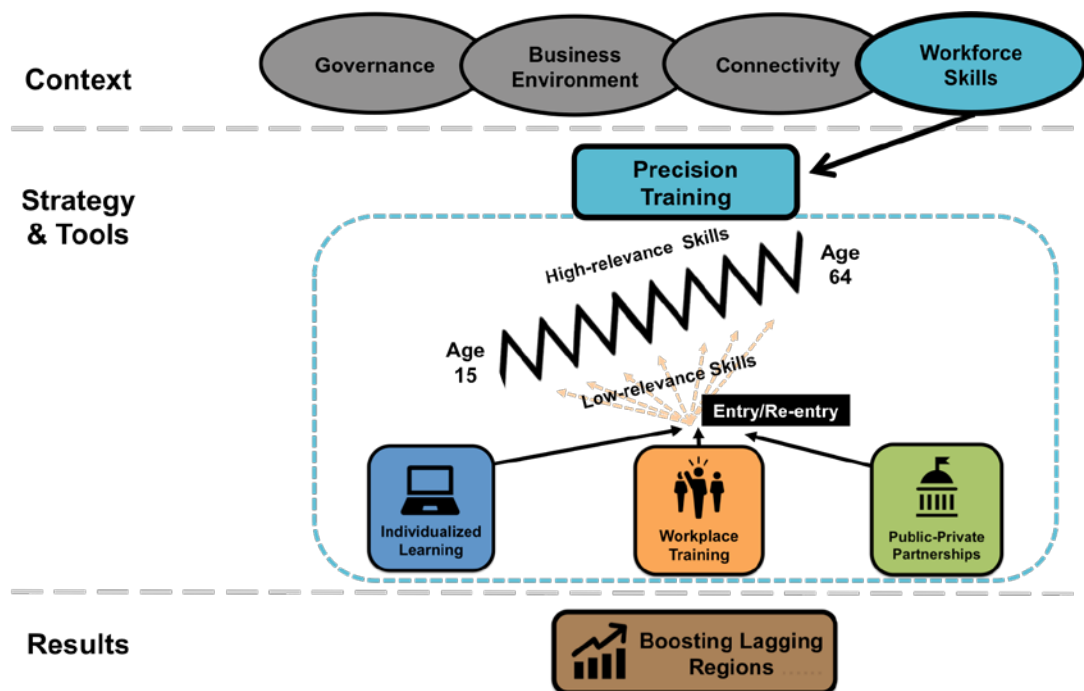 Context
Governance
Business
Environment
Connectivity
Workforce
Skills
Strategy
& Tools
Precision
Training
High-relevance Skills
Age
64
Age
15
Low-relevance Skills
Entry/Re-entry
Individualized
Learning
Workplace
Training
Public-Private
Partnerships
Results
Boosting Lagging
Regions ......